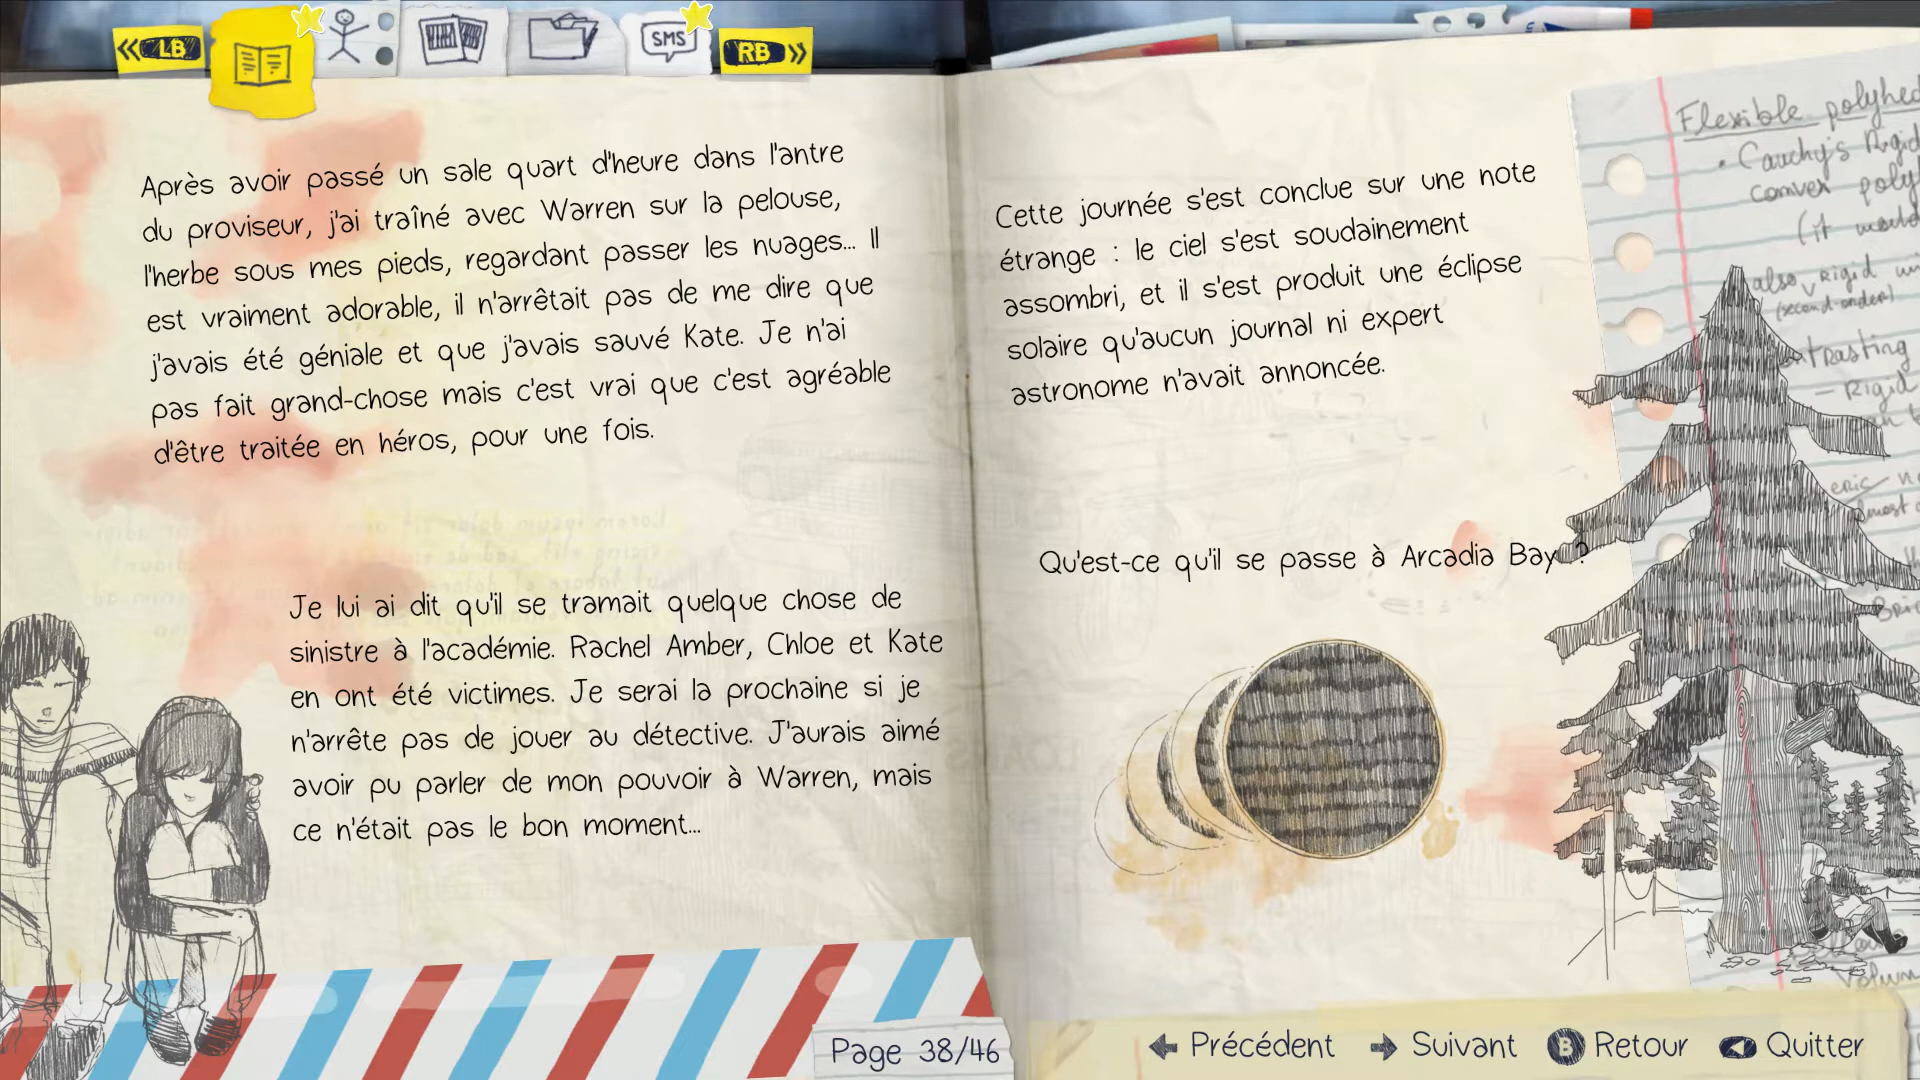 LB
SMS
RB
Après avoir passé un sale quart d'heure dans l'antre
du proviseur, j'ai traîné avec Warren sur la pelouse,
l'herbe sous mes pieds, regardant passer les nuages... Il
est vraiment adorable, il n'arrêtait pas de me dire que
j'avais été géniale et que j'avais sauvé Kate. Je n'ai
pas fait grand-chose mais c'est vrai que c'est agréable
d'être traitée en héros, pour une fois.
Je lui ai dit qu'il se tramait quelque chose de
sinistre à l'académie. Rachel Amber, Chloe et Kate
en ont été victimes. Je serai la prochaine si je
n'arrête pas de jouer au détective. J'aurais aimé
avoir pu parler de mon pouvoir à Warren, mais
ce n'était pas le bon moment...
Cette journée s'est conclue sur une note
étrange : le ciel s'est soudainement
assombri, et il s'est produit une éclipse
solaire qu'aucun journal ni expert
astronome n'avait annoncée.
Qu'est-ce qu'il se passe à Arcadia Bay ?
Flexible
Cauchy's Rigid
convex
(it would
also rigid
(second-order)
- Rigid
Page 38/46
Précédent
Suivant
B Retour
Quitter